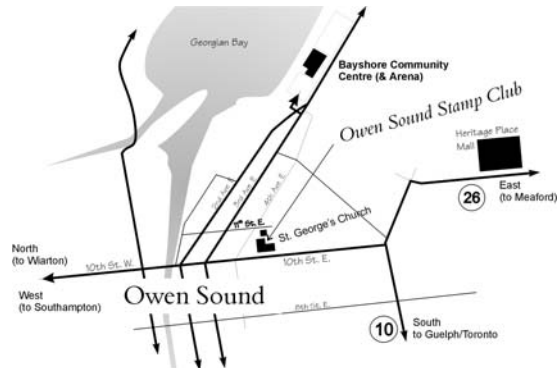 Georgian Bay
Bayshore Community
Centre (& Arena)
Owen Sound Stamp Club
Heritage Place
Mall
26
East
(to Meaford)
2nd Ave E.
3rd Ave E.
4th Ave E.
11th St. E.
St. George's Church
North
(to Wiarton)
10th St. W.
10th St. E.
West
(to Southampton)
Owen Sound
8th St E.
10
South
to Guelph/Toronto